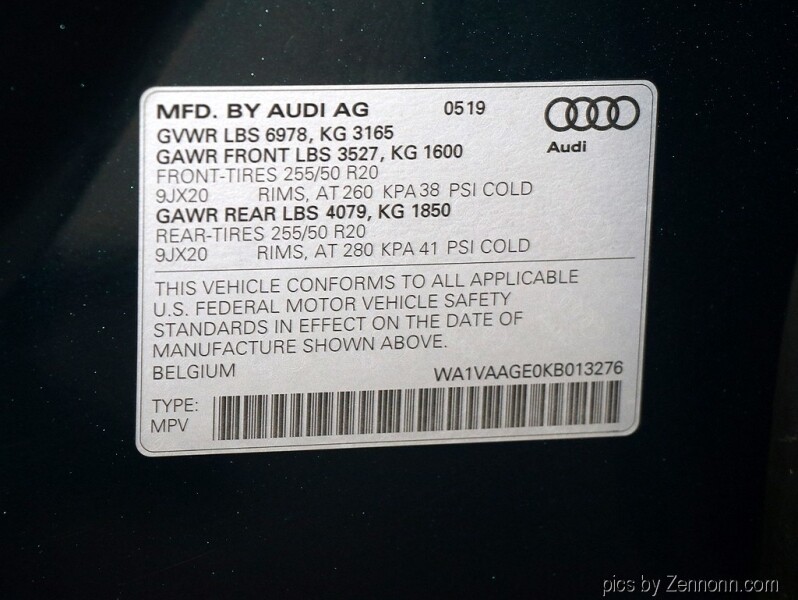 MFD. BY AUDI AG 0519
GVWR LBS 6978, KG 3165
GAWR FRONT LBS 3527, KG 1600
FRONT-TIRES 255/50 R20
9JX20 RIMS, AT 260 KPA 38 PSI COLD
GAWR REAR LBS 4079, KG 1850
REAR-TIRES 255/50 R20
9JX20 RIMS, AT 280 KPA 41 PSI COLD
Audi
THIS VEHICLE CONFORMS TO ALL APPLICABLE
U.S. FEDERAL MOTOR VEHICLE SAFETY
STANDARDS IN EFFECT ON THE DATE OF
MANUFACTURE SHOWN ABOVE.
BELGIUM WA1VAAGE0KB013276
TYPE:
MPV
pics by Zennonn.com